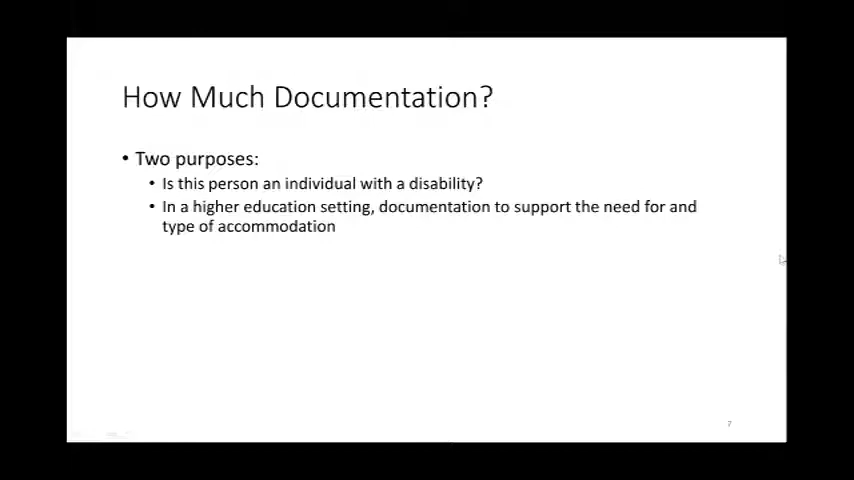 How Much Documentation?
• Two purposes:
• Is this person an individual with a disability?
• In a higher education setting, documentation to support the need for and
type of accommodation
7